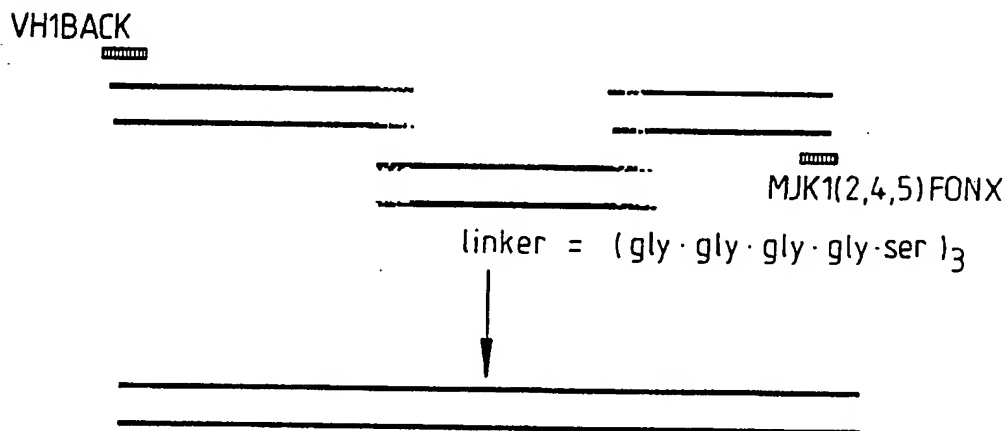 VH1BACK
MJK1(2,4,5)FONX
linker = (gly · gly · gly · gly · ser)3